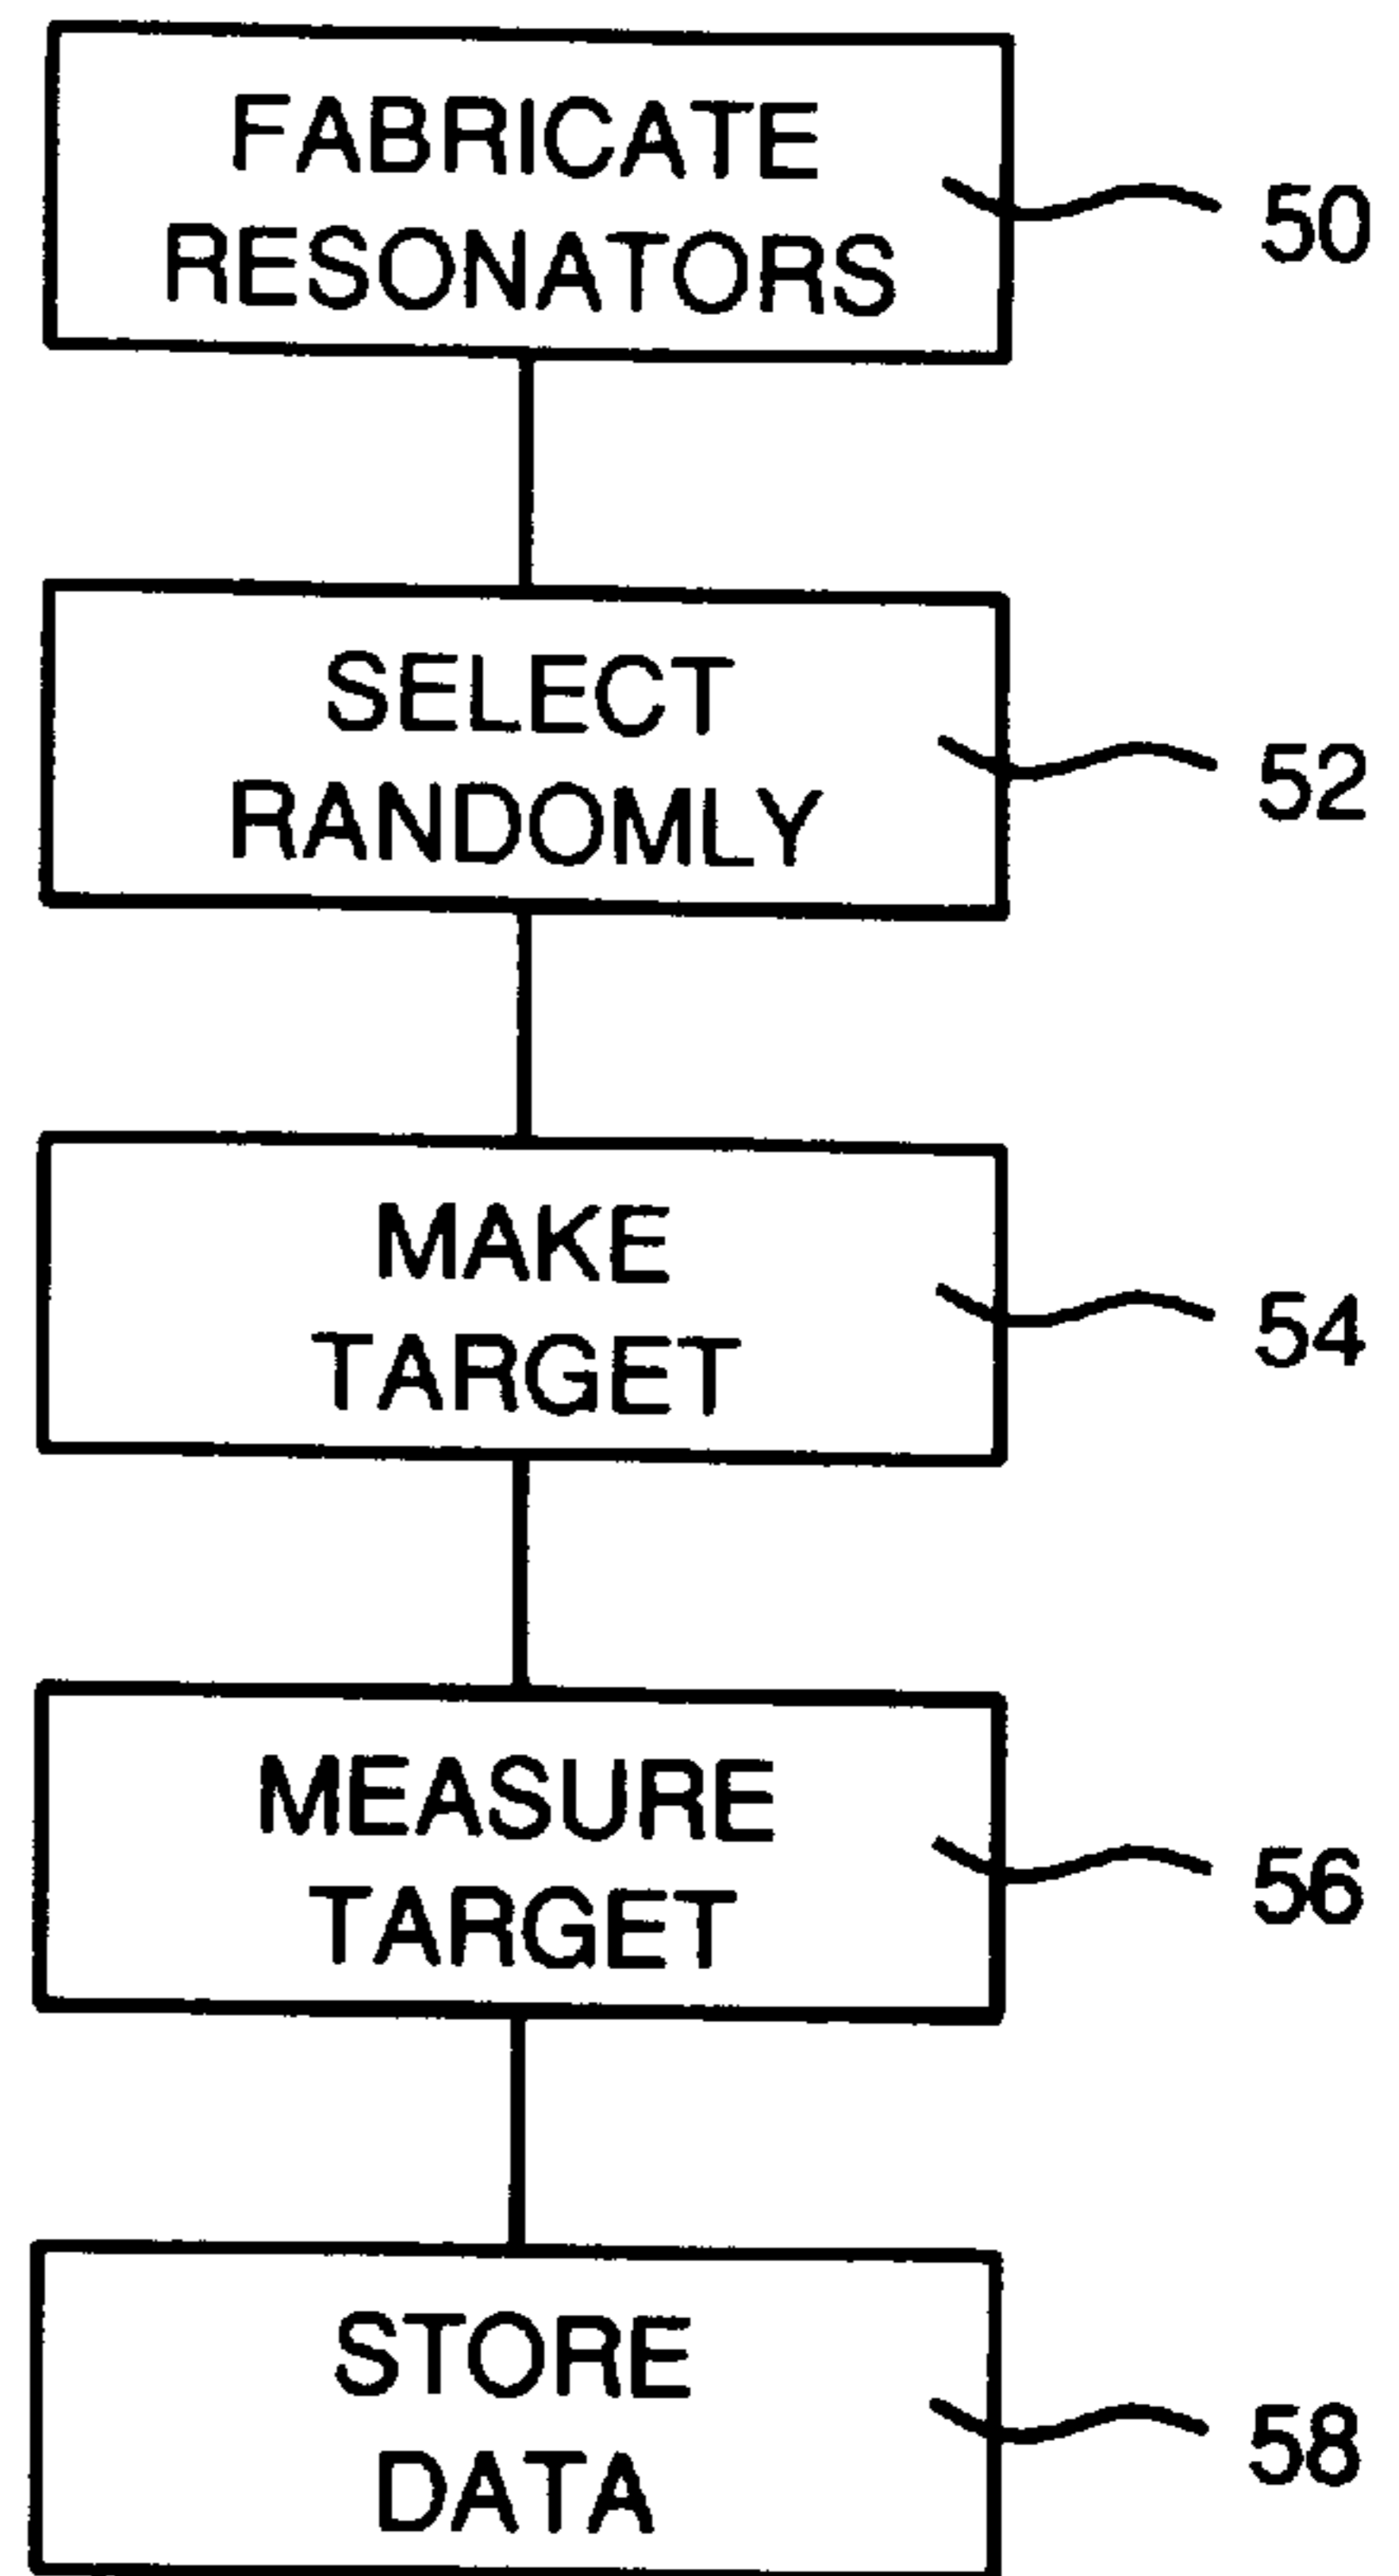 FABRICATE
RESONATORS
50
SELECT
RANDOMLY
52
MAKE
TARGET
54
MEASURE
TARGET
56
STORE
DATA
58